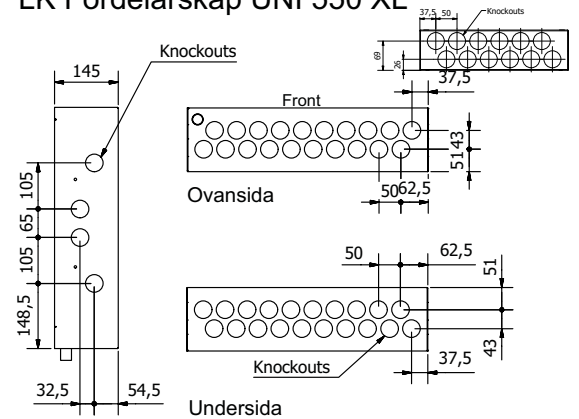 LK Fördelarskap UNI 550 XL
37,5 50 Knockouts
69
26
37,5
Knockouts
145
Front
43
51
Ovansida
50 62,5
105
65
105
148,5
32,5 54,5
50 62,5
51
43
37,5
Knockouts
Undersida